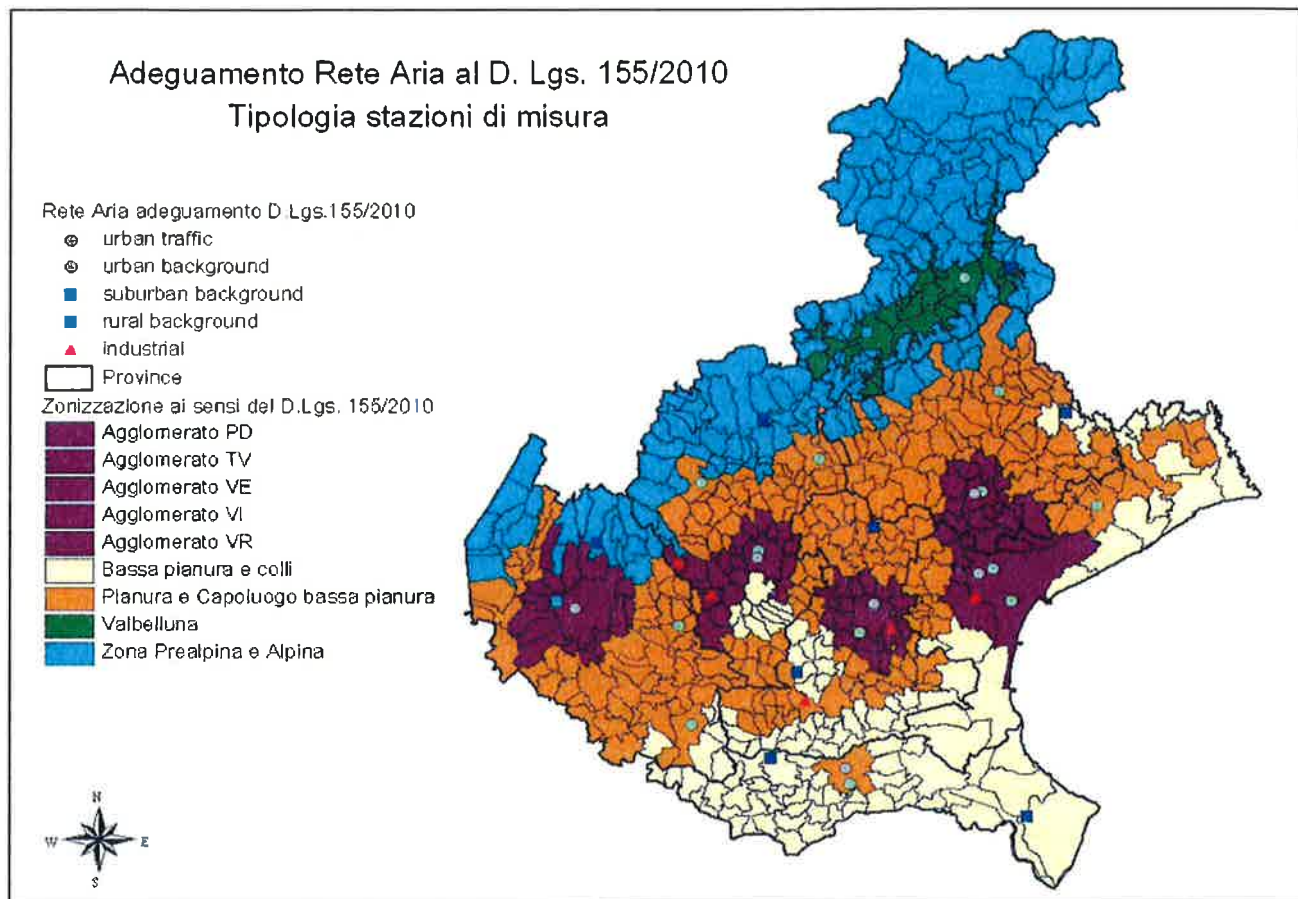 Adeguamento Rete Aria al D. Lgs. 155/2010
Tipologia stazioni di misura
Rete Aria adeguamento D.Lgs.155/2010
urban traffic
urban background
suburban background
rural background
industrial
Province
Zonizzazione ai sensi del D.Lgs. 155/2010
Agglomerato PD
Agglomerato TV
Agglomerato VE
Agglomerato VI
Agglomerato VR
Bassa pianura e colli
Pianura e Capoluogo bassa pianura
Valbelluna
Zona Prealpina e Alpina
N
W E
S